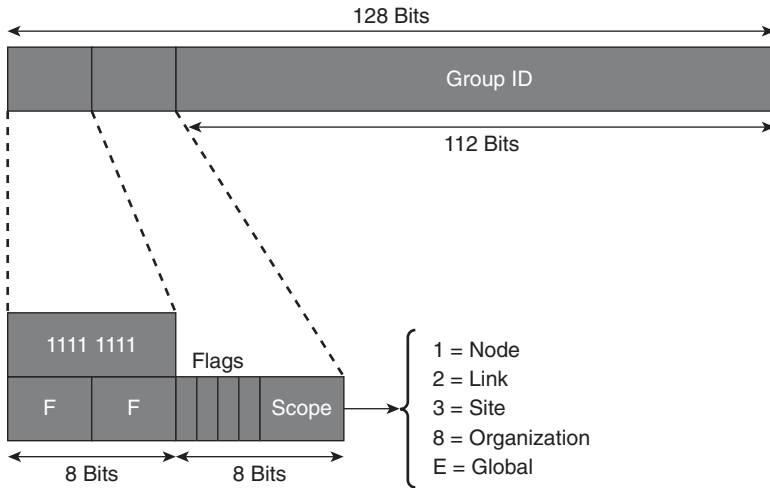 128 Bits
Group ID
112 Bits
1111 1111
Flags
F F Scope
8 Bits 8 Bits
1 = Node
2 = Link
3 = Site
8 = Organization
E = Global